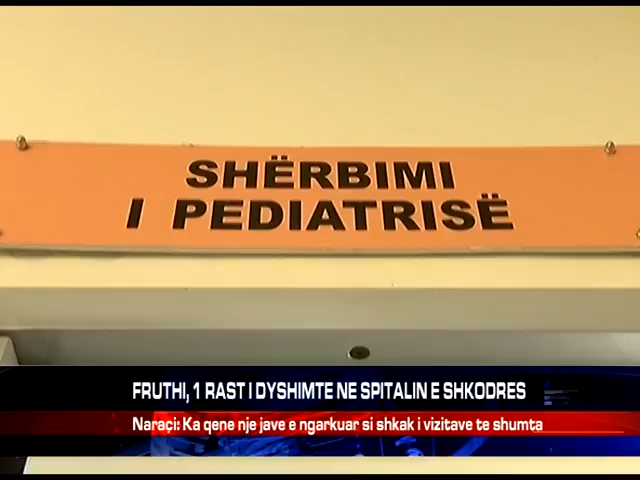 SHËRBIMI
I PEDIATRISË
FRUTHI, 1 RAST I DYSHIMTE NE SPITALIN E SHKODRES
Naraçi: Ka qene nje jave e ngarkuar si shkak i vizitave te shumta